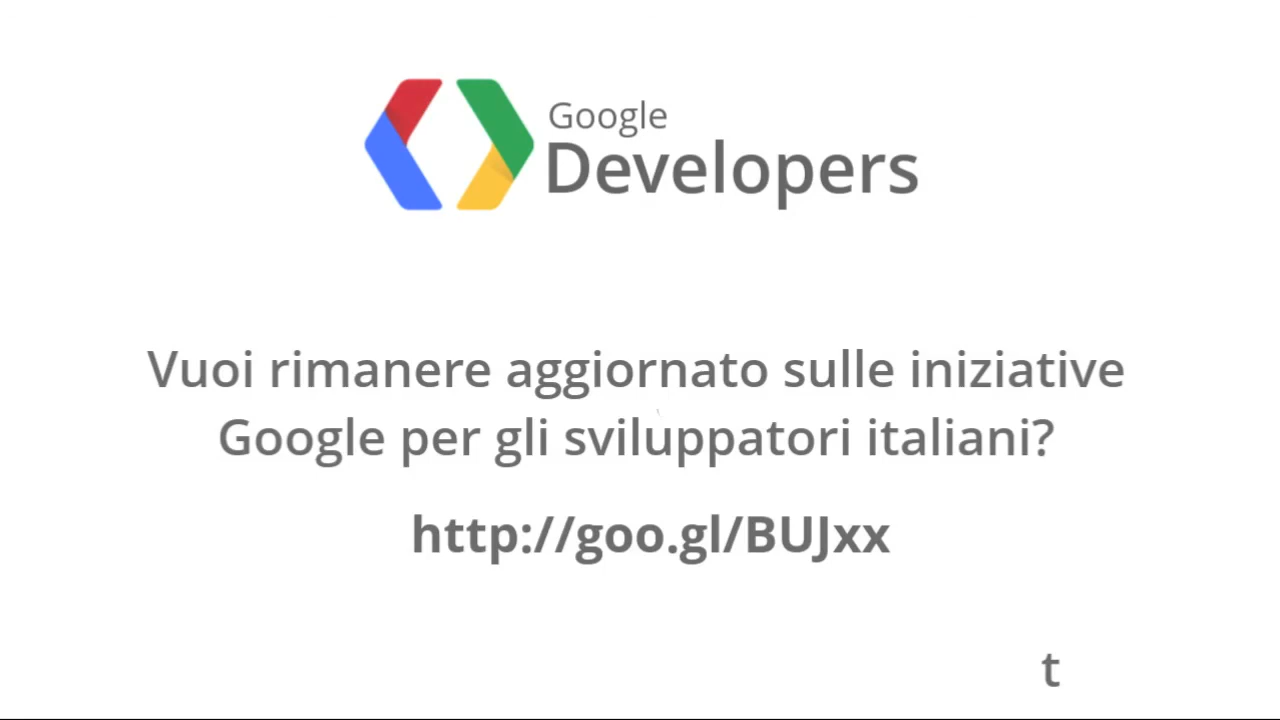 Google
Developers
Vuoi rimanere aggiornato sulle iniziative
Google per gli sviluppatori italiani?
http://goo.gl/BUJxx
t